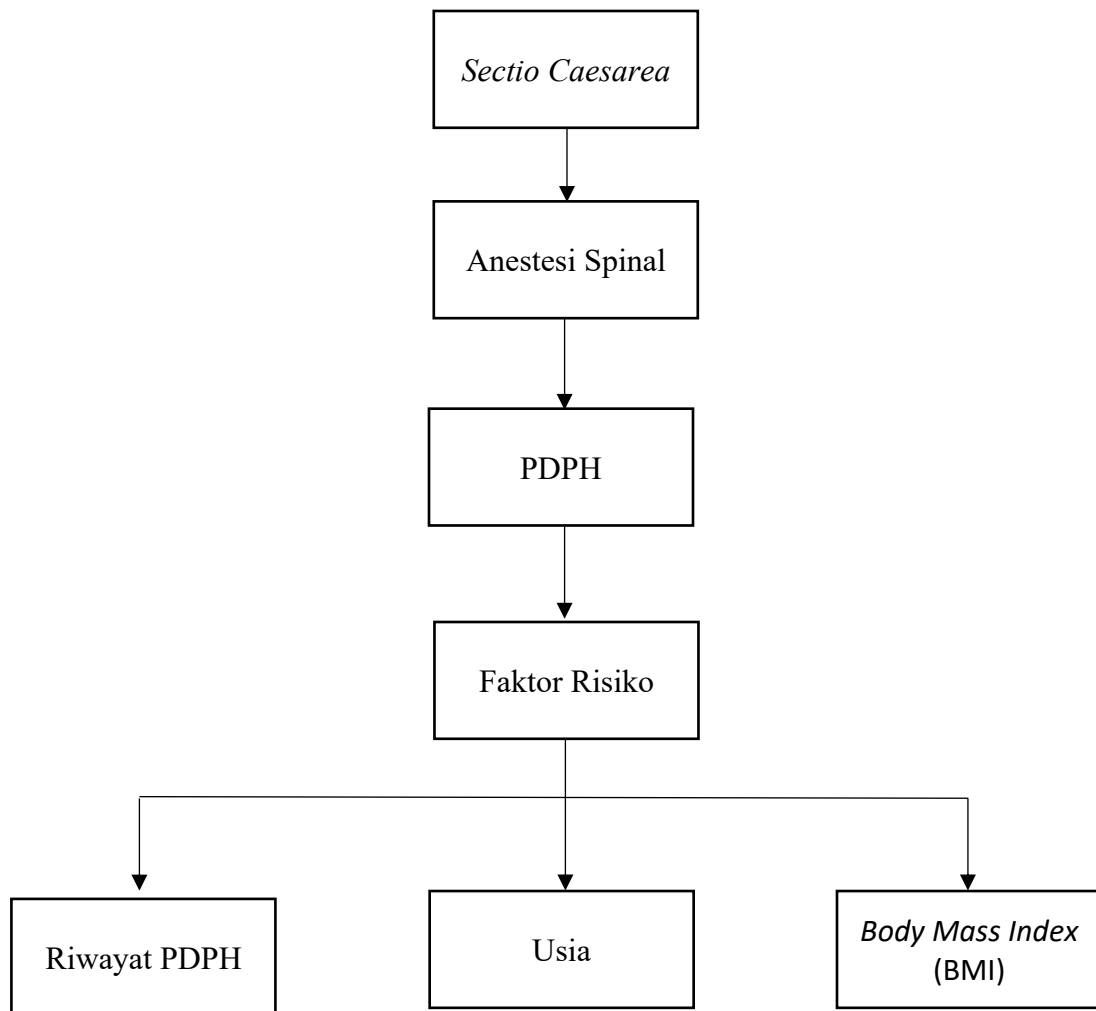 Sectio Caesarea
Anestesi Spinal
PDPH
Faktor Risiko
Riwayat PDPH
Usia
Body Mass Index
(BMI)